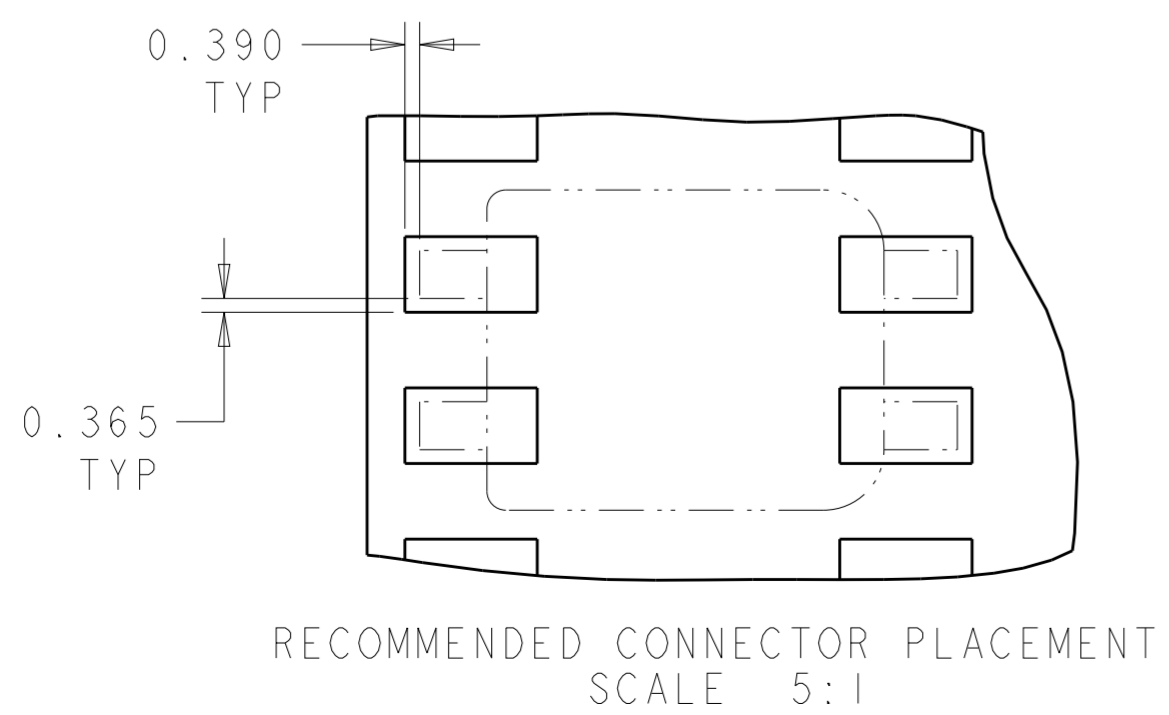 0.390
TYP
0.365
TYP
RECOMMENDED CONNECTOR PLACEMENT
SCALE 5:1